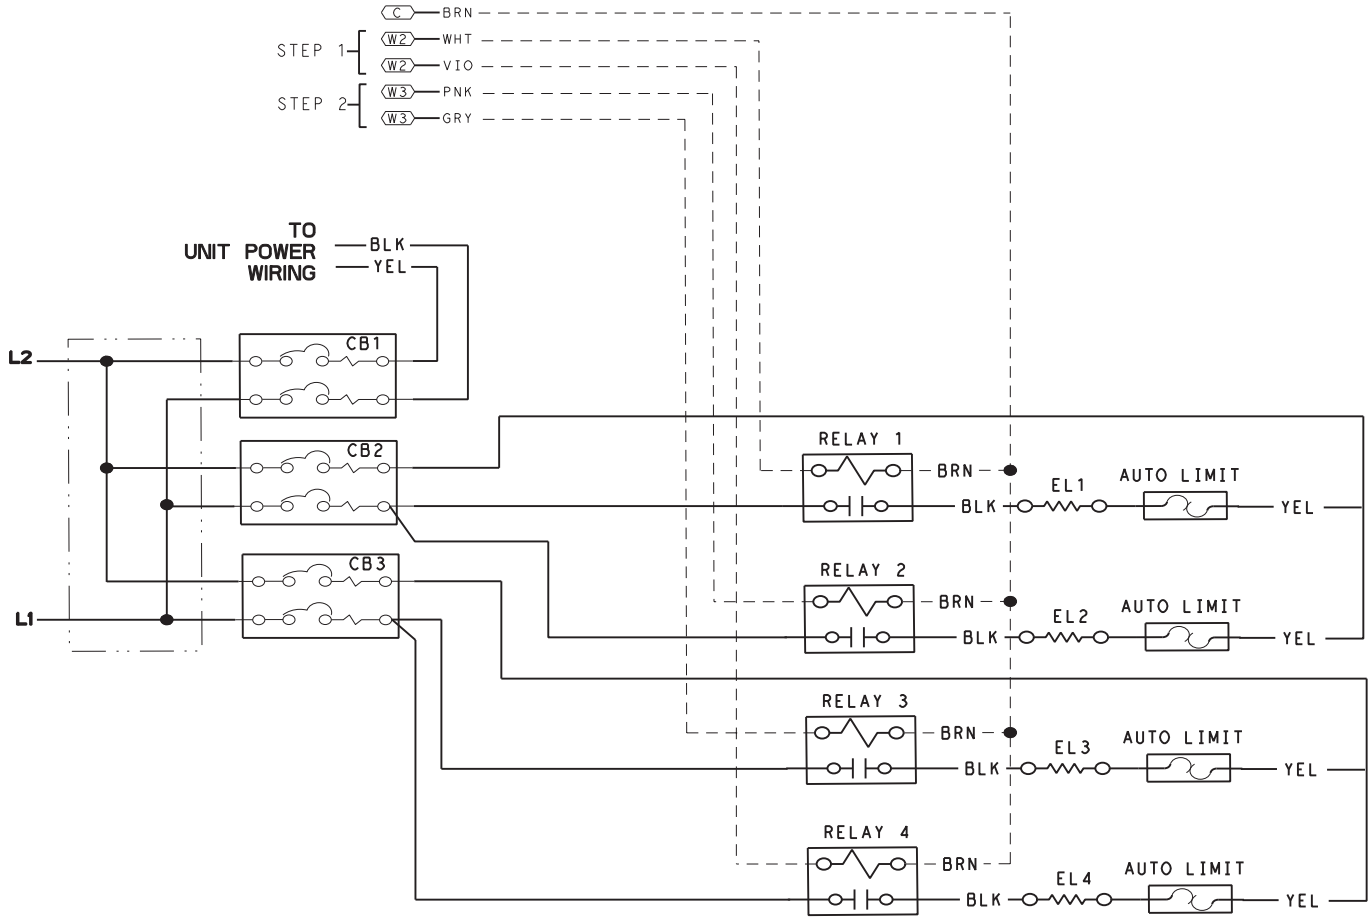 C BRN
STEP 1
W2 WHT
W2 VIO
STEP 2
W3 PNK
W3 GRY
TO
UNIT POWER
WIRING
BLK
YEL
L2
CB1
CB2
CB3
L1
RELAY 1
BRN
BLK
EL1
AUTO LIMIT
YEL
RELAY 2
BRN
BLK
EL2
AUTO LIMIT
YEL
RELAY 3
BRN
BLK
EL3
AUTO LIMIT
YEL
RELAY 4
BRN
BLK
EL4
AUTO LIMIT
YEL